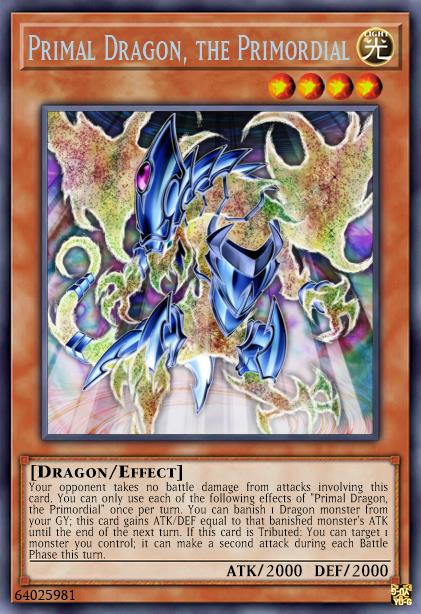 PRIMAL DRAGON, THE PRIMORDIAL
LIGHT
光
[DRAGON/EFFECT]
Your opponent takes no battle damage from attacks involving this
card. You can only use each of the following effects of "Primal Dragon,
the Primordial" once per turn. You can banish 1 Dragon monster from
your GY; this card gains ATK/DEF equal to that banished monster's ATK
until the end of the next turn. If this card is Tributed: You can target 1
monster you control; it can make a second attack during each Battle
Phase this turn.
ATK/2000 DEF/2000
64025981